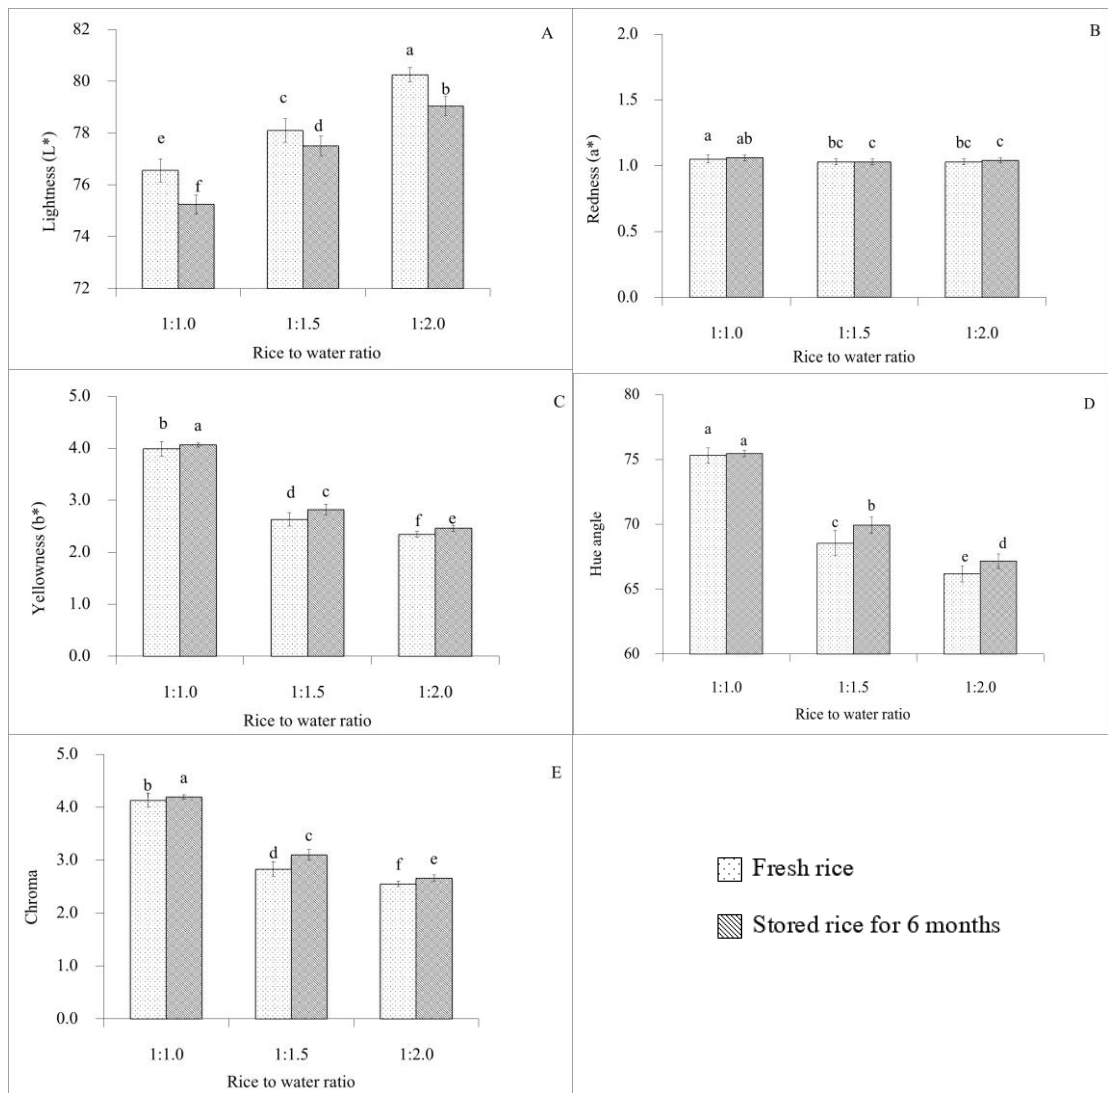 A
82
80
78
76
74
72
Lightness (L*)
e
f
c
d
a
b
1:1.0
1:1.5
1:2.0
Rice to water ratio
B
2.0
1.5
1.0
0.5
0.0
Redness (a*)
a
ab
bc
c
bc
c
1:1.0
1:1.5
1:2.0
Rice to water ratio
C
5.0
4.0
3.0
2.0
1.0
0.0
Yellowness (b*)
b
a
d
c
f
e
1:1.0
1:1.5
1:2.0
Rice to water ratio
D
80
75
70
65
60
Hue angle
a
a
c
b
e
d
1:1.0
1:1.5
1:2.0
Rice to water ratio
E
5.0
4.0
3.0
2.0
1.0
0.0
Chroma
b
a
d
c
f
e
1:1.0
1:1.5
1:2.0
Rice to water ratio
Fresh rice
Stored rice for 6 months